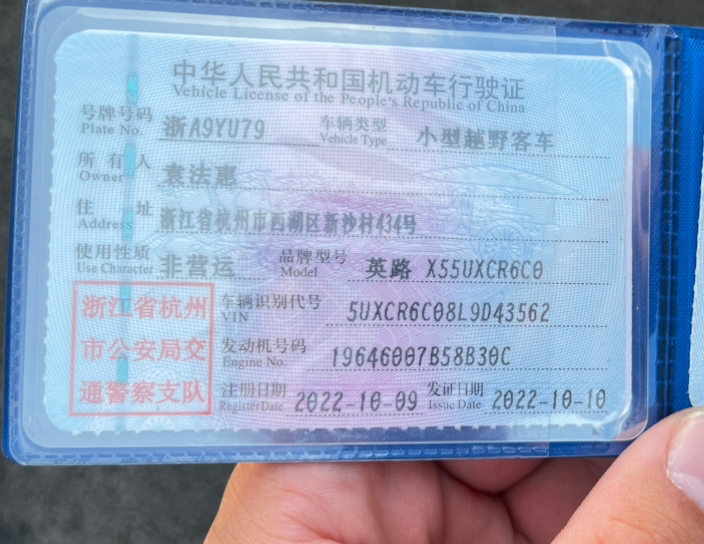 中华人民共和国机动车行驶证
Vehicle License of the People's Republic of China
号牌号码 浙A9YU79 车辆类型 小型越野客车
Plate No. Vehicle Type
所有人 袁法惠
Owner
住址 浙江省杭州市西湖区新沙村434号
Address
使用性质 非营运 品牌型号 英路 X55UXCR6C0
Use Character Model
浙江省杭州 车辆识别代号 5UXCR6C08L9D43562
VIN
市公安局交 发动机号码 19646007B58B30C
Engine No.
通警察支队 注册日期 2022-10-09 发证日期 2022-10-10
Register Date Issue Date